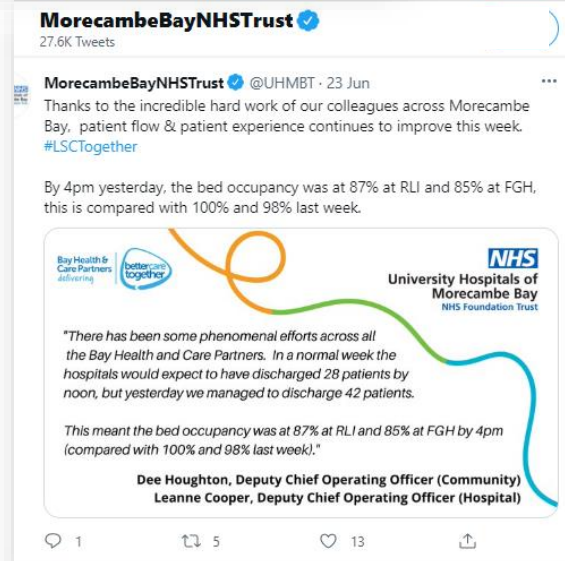 MorecambeBayNHSTrust
27.6K Tweets
MorecambeBayNHSTrust @UHMBT · 23 Jun
Thanks to the incredible hard work of our colleagues across Morecambe
Bay,  patient flow & patient experience continues to improve this week.
#LSCTogether
By 4pm yesterday, the bed occupancy was at 87% at RLI and 85% at FGH,
this is compared with 100% and 98% last week.
Bay Health &
Care Partners
delivering
bettercare
together
NHS
University Hospitals of
Morecambe Bay
NHS Foundation Trust
"There has been some phenomenal efforts across all
the Bay Health and Care Partners.  In a normal week the
hospitals would expect to have discharged 28 patients by
noon, but yesterday we managed to discharge 42 patients.
This meant the bed occupancy was at 87% at RLI and 85% at FGH by 4pm
(compared with 100% and 98% last week)."
Dee Houghton, Deputy Chief Operating Officer (Community)
Leanne Cooper, Deputy Chief Operating Officer (Hospital)
1 5 13